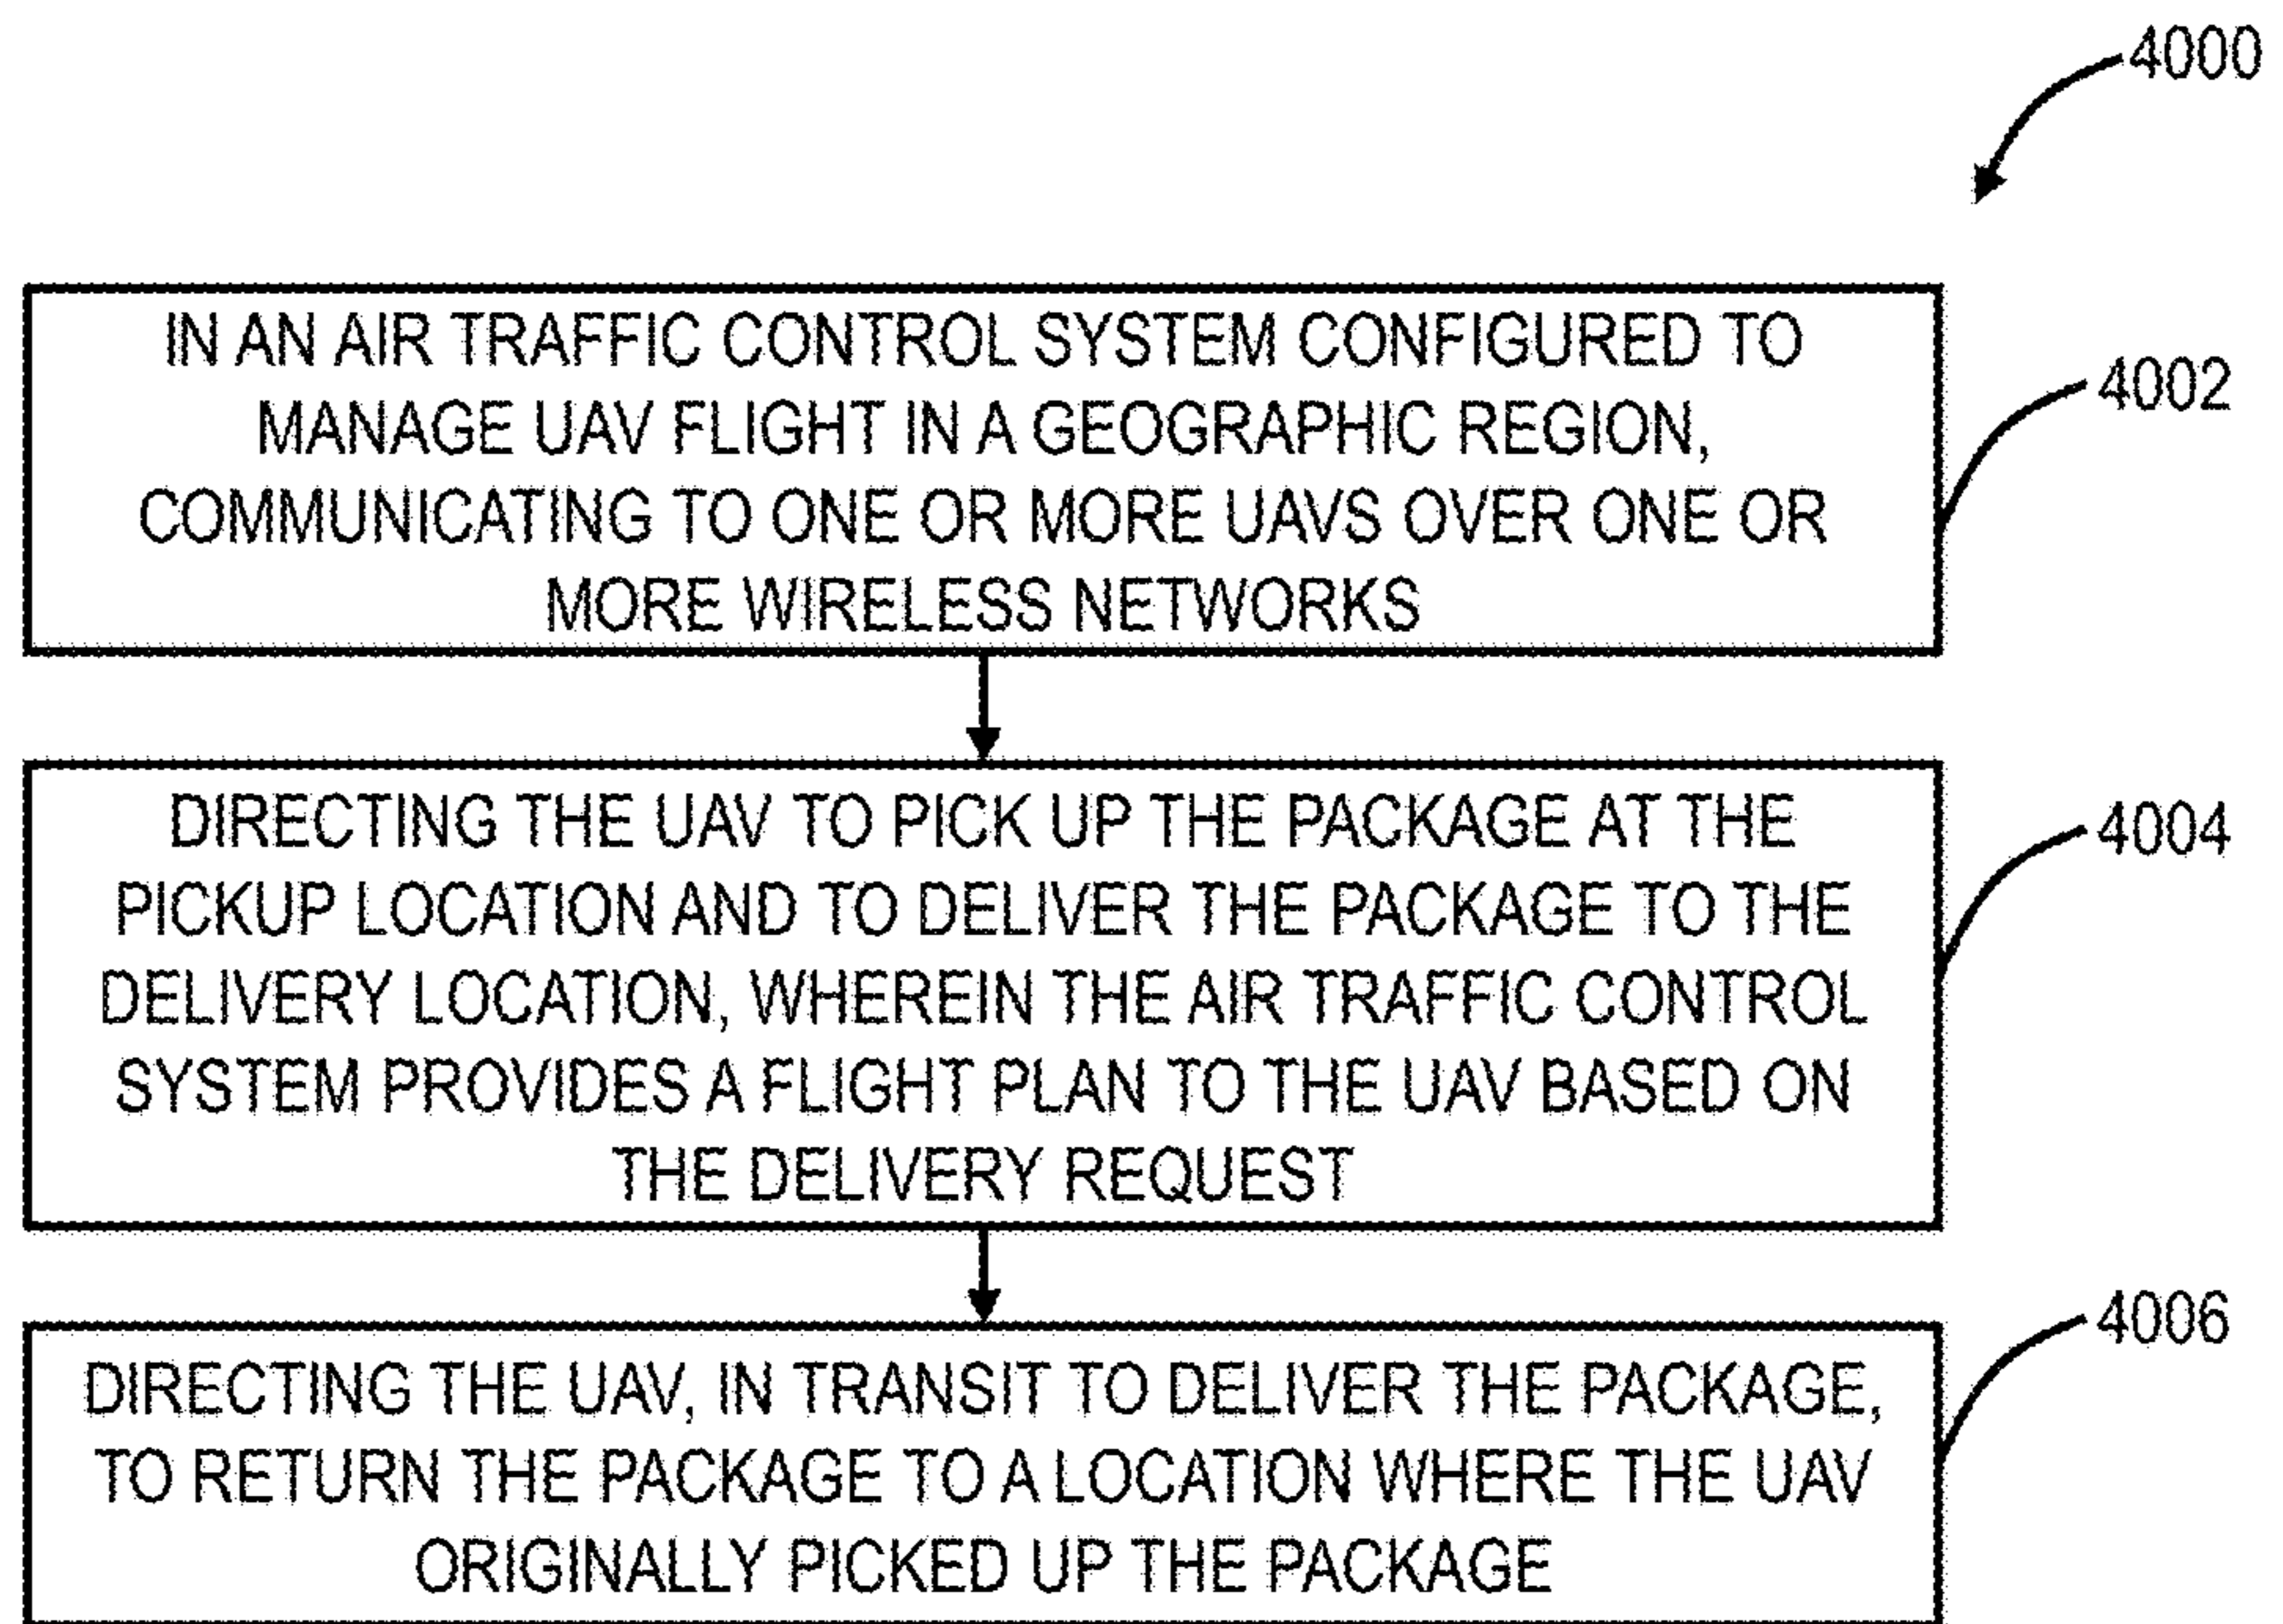 4000
IN AN AIR TRAFFIC CONTROL SYSTEM CONFIGURED TO
MANAGE UAV FLIGHT IN A GEOGRAPHIC REGION,
COMMUNICATING TO ONE OR MORE UAVS OVER ONE OR
MORE WIRELESS NETWORKS
4002
DIRECTING THE UAV TO PICK UP THE PACKAGE AT THE
PICKUP LOCATION AND TO DELIVER THE PACKAGE TO THE
DELIVERY LOCATION, WHEREIN THE AIR TRAFFIC CONTROL
SYSTEM PROVIDES A FLIGHT PLAN TO THE UAV BASED ON
THE DELIVERY REQUEST
4004
DIRECTING THE UAV, IN TRANSIT TO DELIVER THE PACKAGE,
TO RETURN THE PACKAGE TO A LOCATION WHERE THE UAV
ORIGINALLY PICKED UP THE PACKAGE
4006